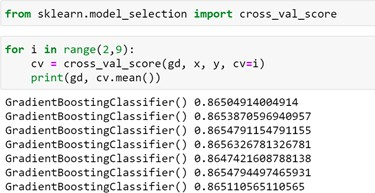 from sklearn.model_selection import cross_val_score
for i in range(2,9):
    cv = cross_val_score(gd, x, y, cv=i)
    print(gd, cv.mean())
GradientBoostingClassifier() 0.86504914004914
GradientBoostingClassifier() 0.8653870596940957
GradientBoostingClassifier() 0.8654791154791155
GradientBoostingClassifier() 0.8656326781326781
GradientBoostingClassifier() 0.8647421608788138
GradientBoostingClassifier() 0.8654794497465931
GradientBoostingClassifier() 0.865110565110565